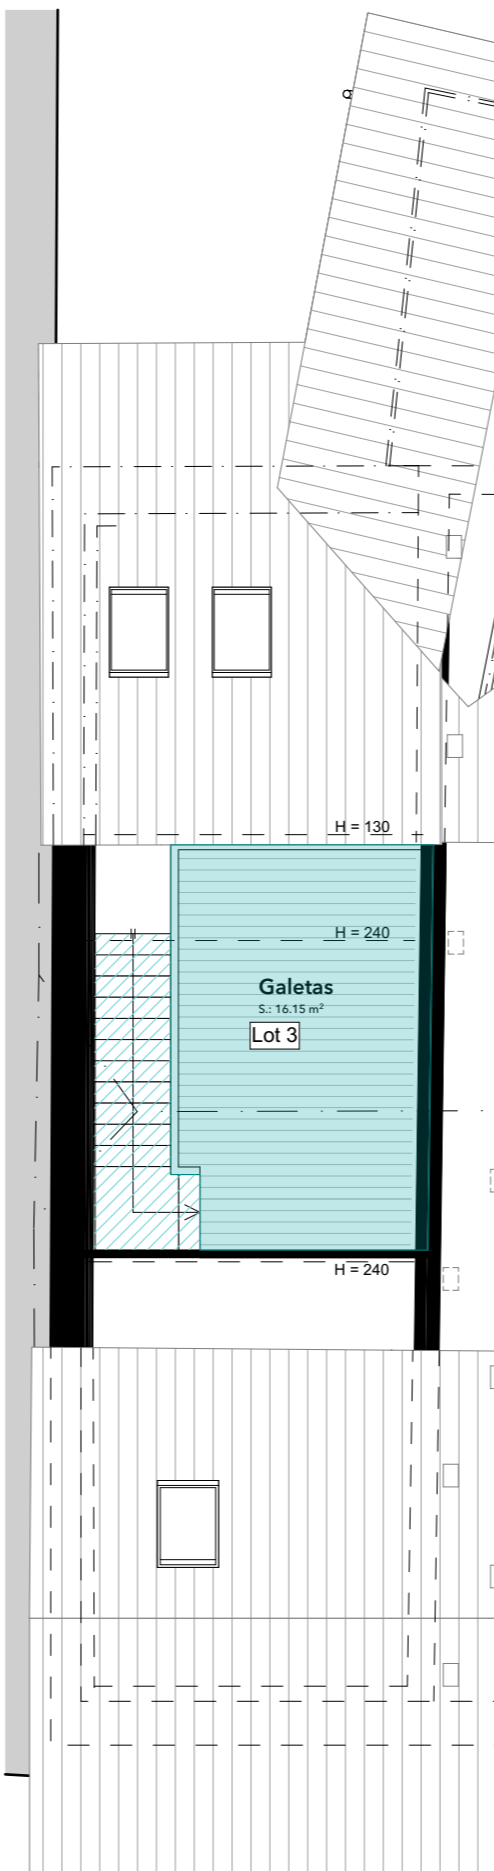 H = 130
H = 240
Galetas
S.: 16.15 m²
Lot 3
H = 240